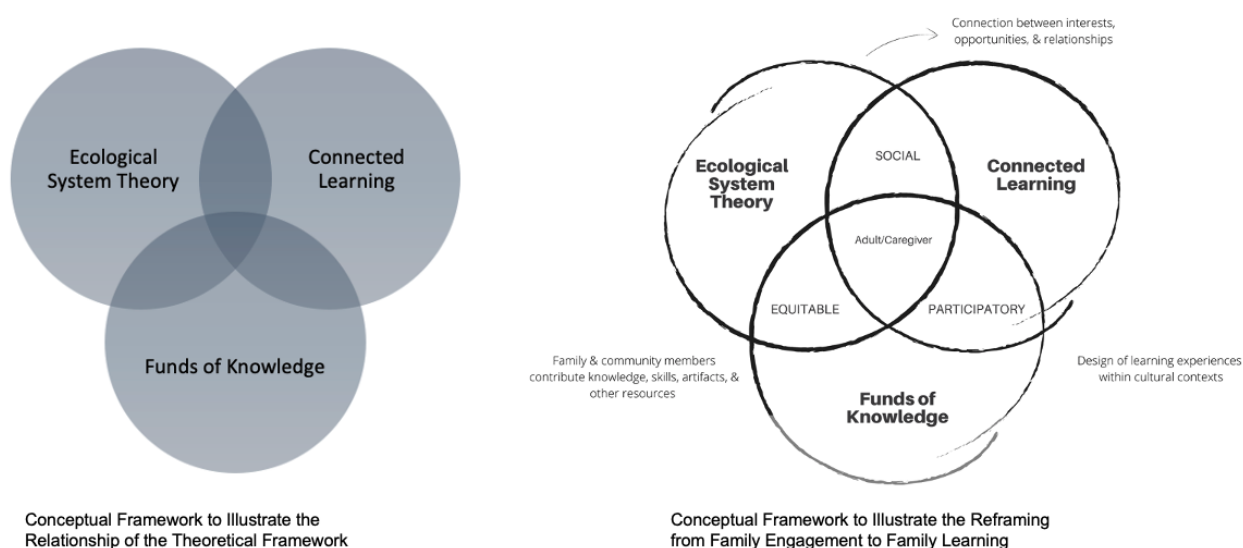 Ecological
System Theory
Connected
Learning
Funds of Knowledge
Conceptual Framework to Illustrate the
Relationship of the Theoretical Framework
Connection between interests,
opportunities, & relationships
Ecological
System
Theory
SOCIAL
Connected
Learning
Adult/Caregiver
EQUITABLE
PARTICIPATORY
Family & community members
contribute knowledge, skills, artifacts, &
other resources
Design of learning experiences
within cultural contexts
Funds of
Knowledge
Conceptual Framework to Illustrate the Reframing
from Family Engagement to Family Learning